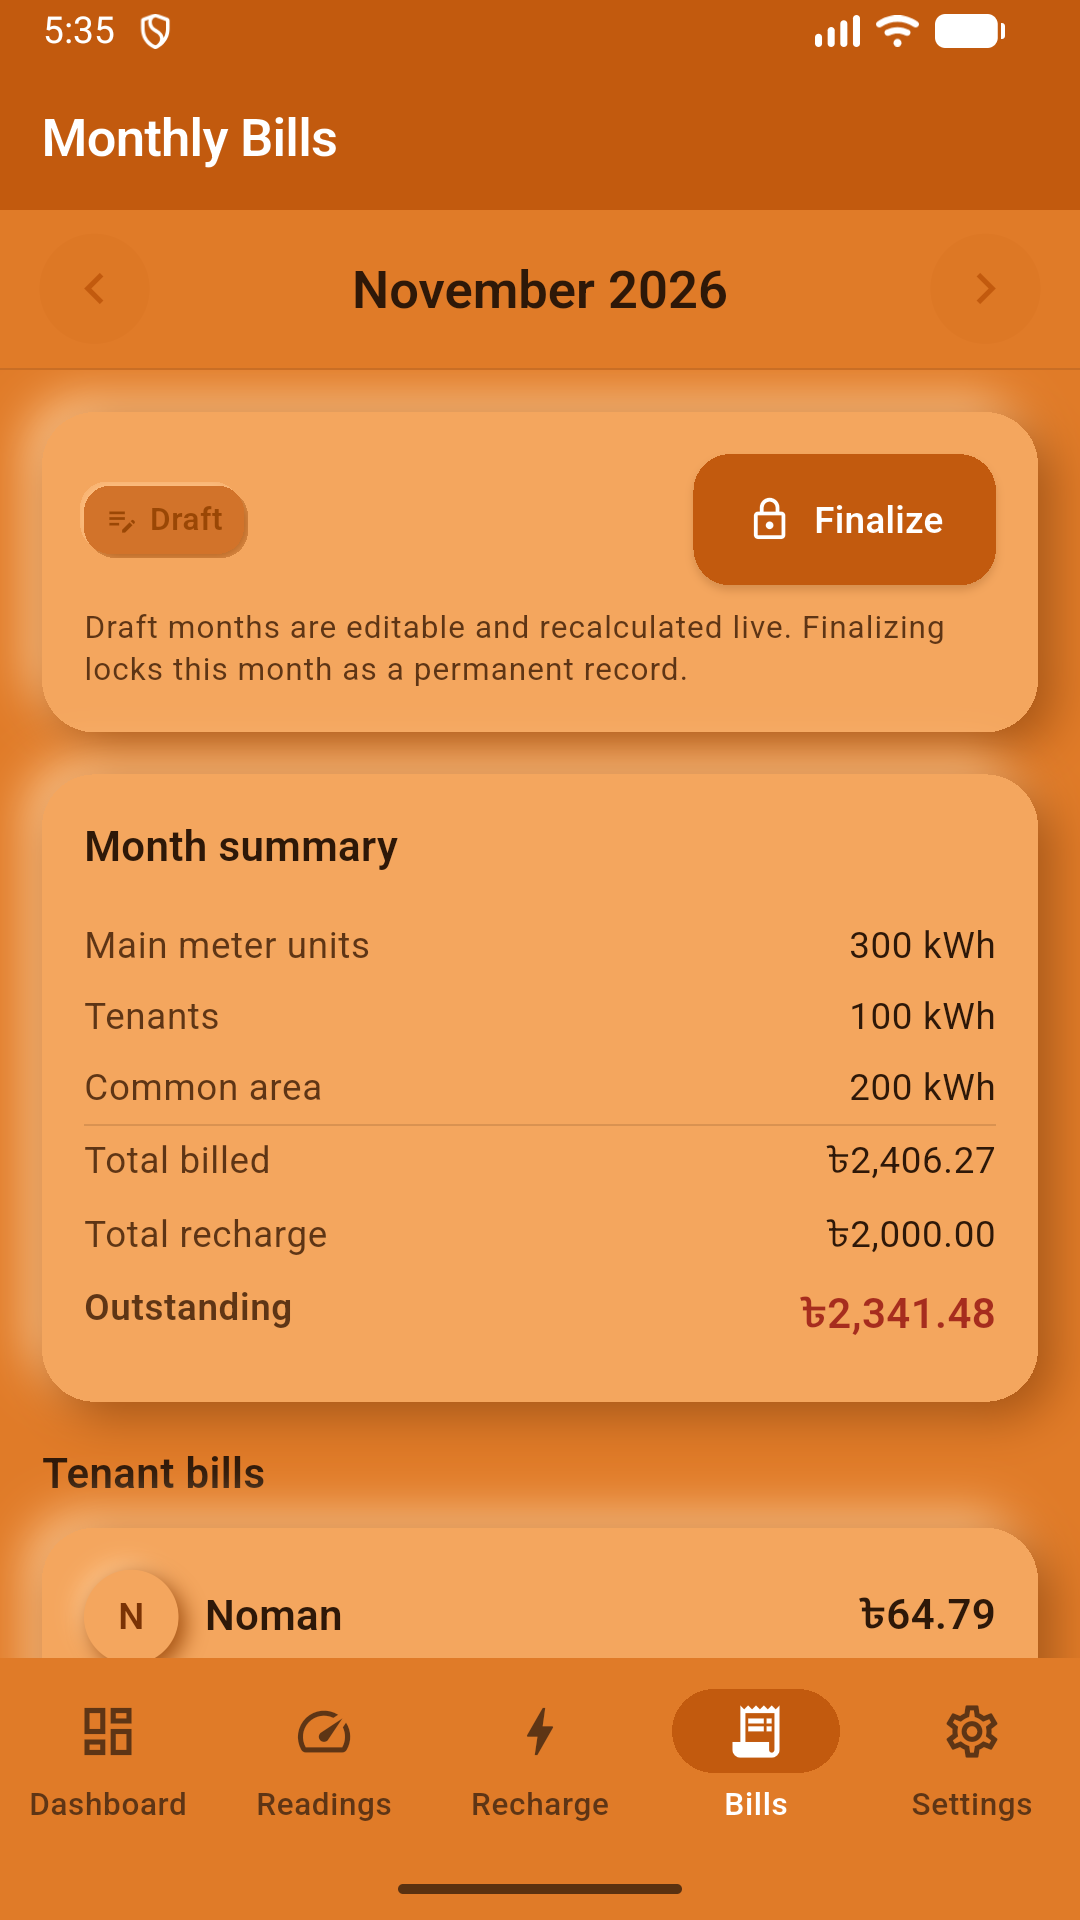 5:35
Monthly Bills
November 2026
Draft
Finalize
Draft months are editable and recalculated live. Finalizing
locks this month as a permanent record.
Month summary
Main meter units 300 kWh
Tenants 100 kWh
Common area 200 kWh
Total billed ৳2,406.27
Total recharge ৳2,000.00
Outstanding ৳2,341.48
Tenant bills
N Noman ৳64.79
Dashboard Readings Recharge Bills Settings